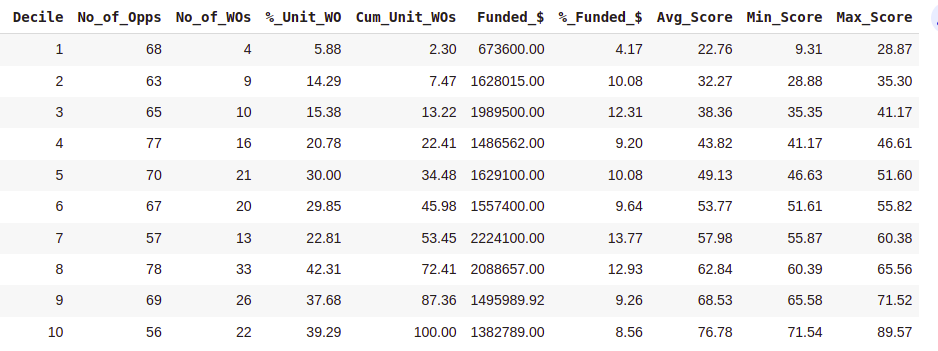 Decile No_of_Opps No_of_WOs %_Unit_WO Cum_Unit_WOs Funded_$ %_Funded_$ Avg_Score Min_Score Max_Score
1 68 4 5.88 2.30 673600.00 4.17 22.76 9.31 28.87
2 63 9 14.29 7.47 1628015.00 10.08 32.27 28.88 35.30
3 65 10 15.38 13.22 1989500.00 12.31 38.36 35.35 41.17
4 77 16 20.78 22.41 1486562.00 9.20 43.82 41.17 46.61
5 70 21 30.00 34.48 1629100.00 10.08 49.13 46.63 51.60
6 67 20 29.85 45.98 1557400.00 9.64 53.77 51.61 55.82
7 57 13 22.81 53.45 2224100.00 13.77 57.98 55.87 60.38
8 78 33 42.31 72.41 2088657.00 12.93 62.84 60.39 65.56
9 69 26 37.68 87.36 1495989.92 9.26 68.53 65.58 71.52
10 56 22 39.29 100.00 1382789.00 8.56 76.78 71.54 89.57